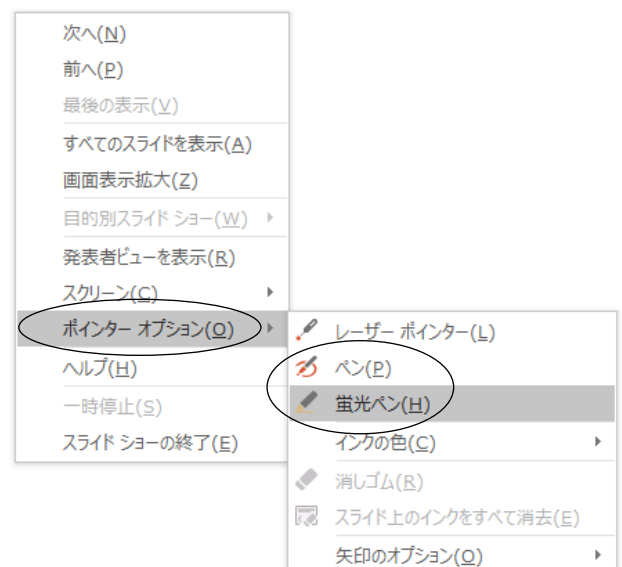 次へ(N)
前へ(P)
最後の表示(V)
すべてのスライドを表示(A)
画面表示拡大(Z)
目的別スライド ショー(W)
発表者ビューを表示(R)
スクリーン(C)
ポインター オプション(O)
ヘルプ(H)
一時停止(S)
スライド ショーの終了(E)
レーザー ポインター(L)
ペン(P)
蛍光ペン(H)
インクの色(C)
消しゴム(R)
スライド上のインクをすべて消去(E)
矢印のオプション(O)